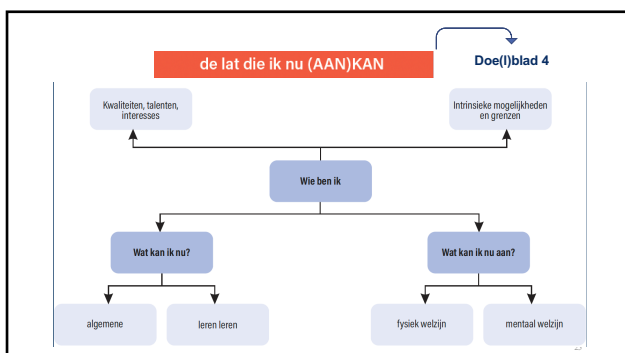 de lat die ik nu (AAN)KAN
Doe(l)blad 4
Kwaliteiten, talenten,
interesses
Intrinsieke mogelijkheden
en grenzen
Wie ben ik
Wat kan ik nu?
Wat kan ik nu aan?
algemene
leren leren
fysiek welzijn
mentaal welzijn